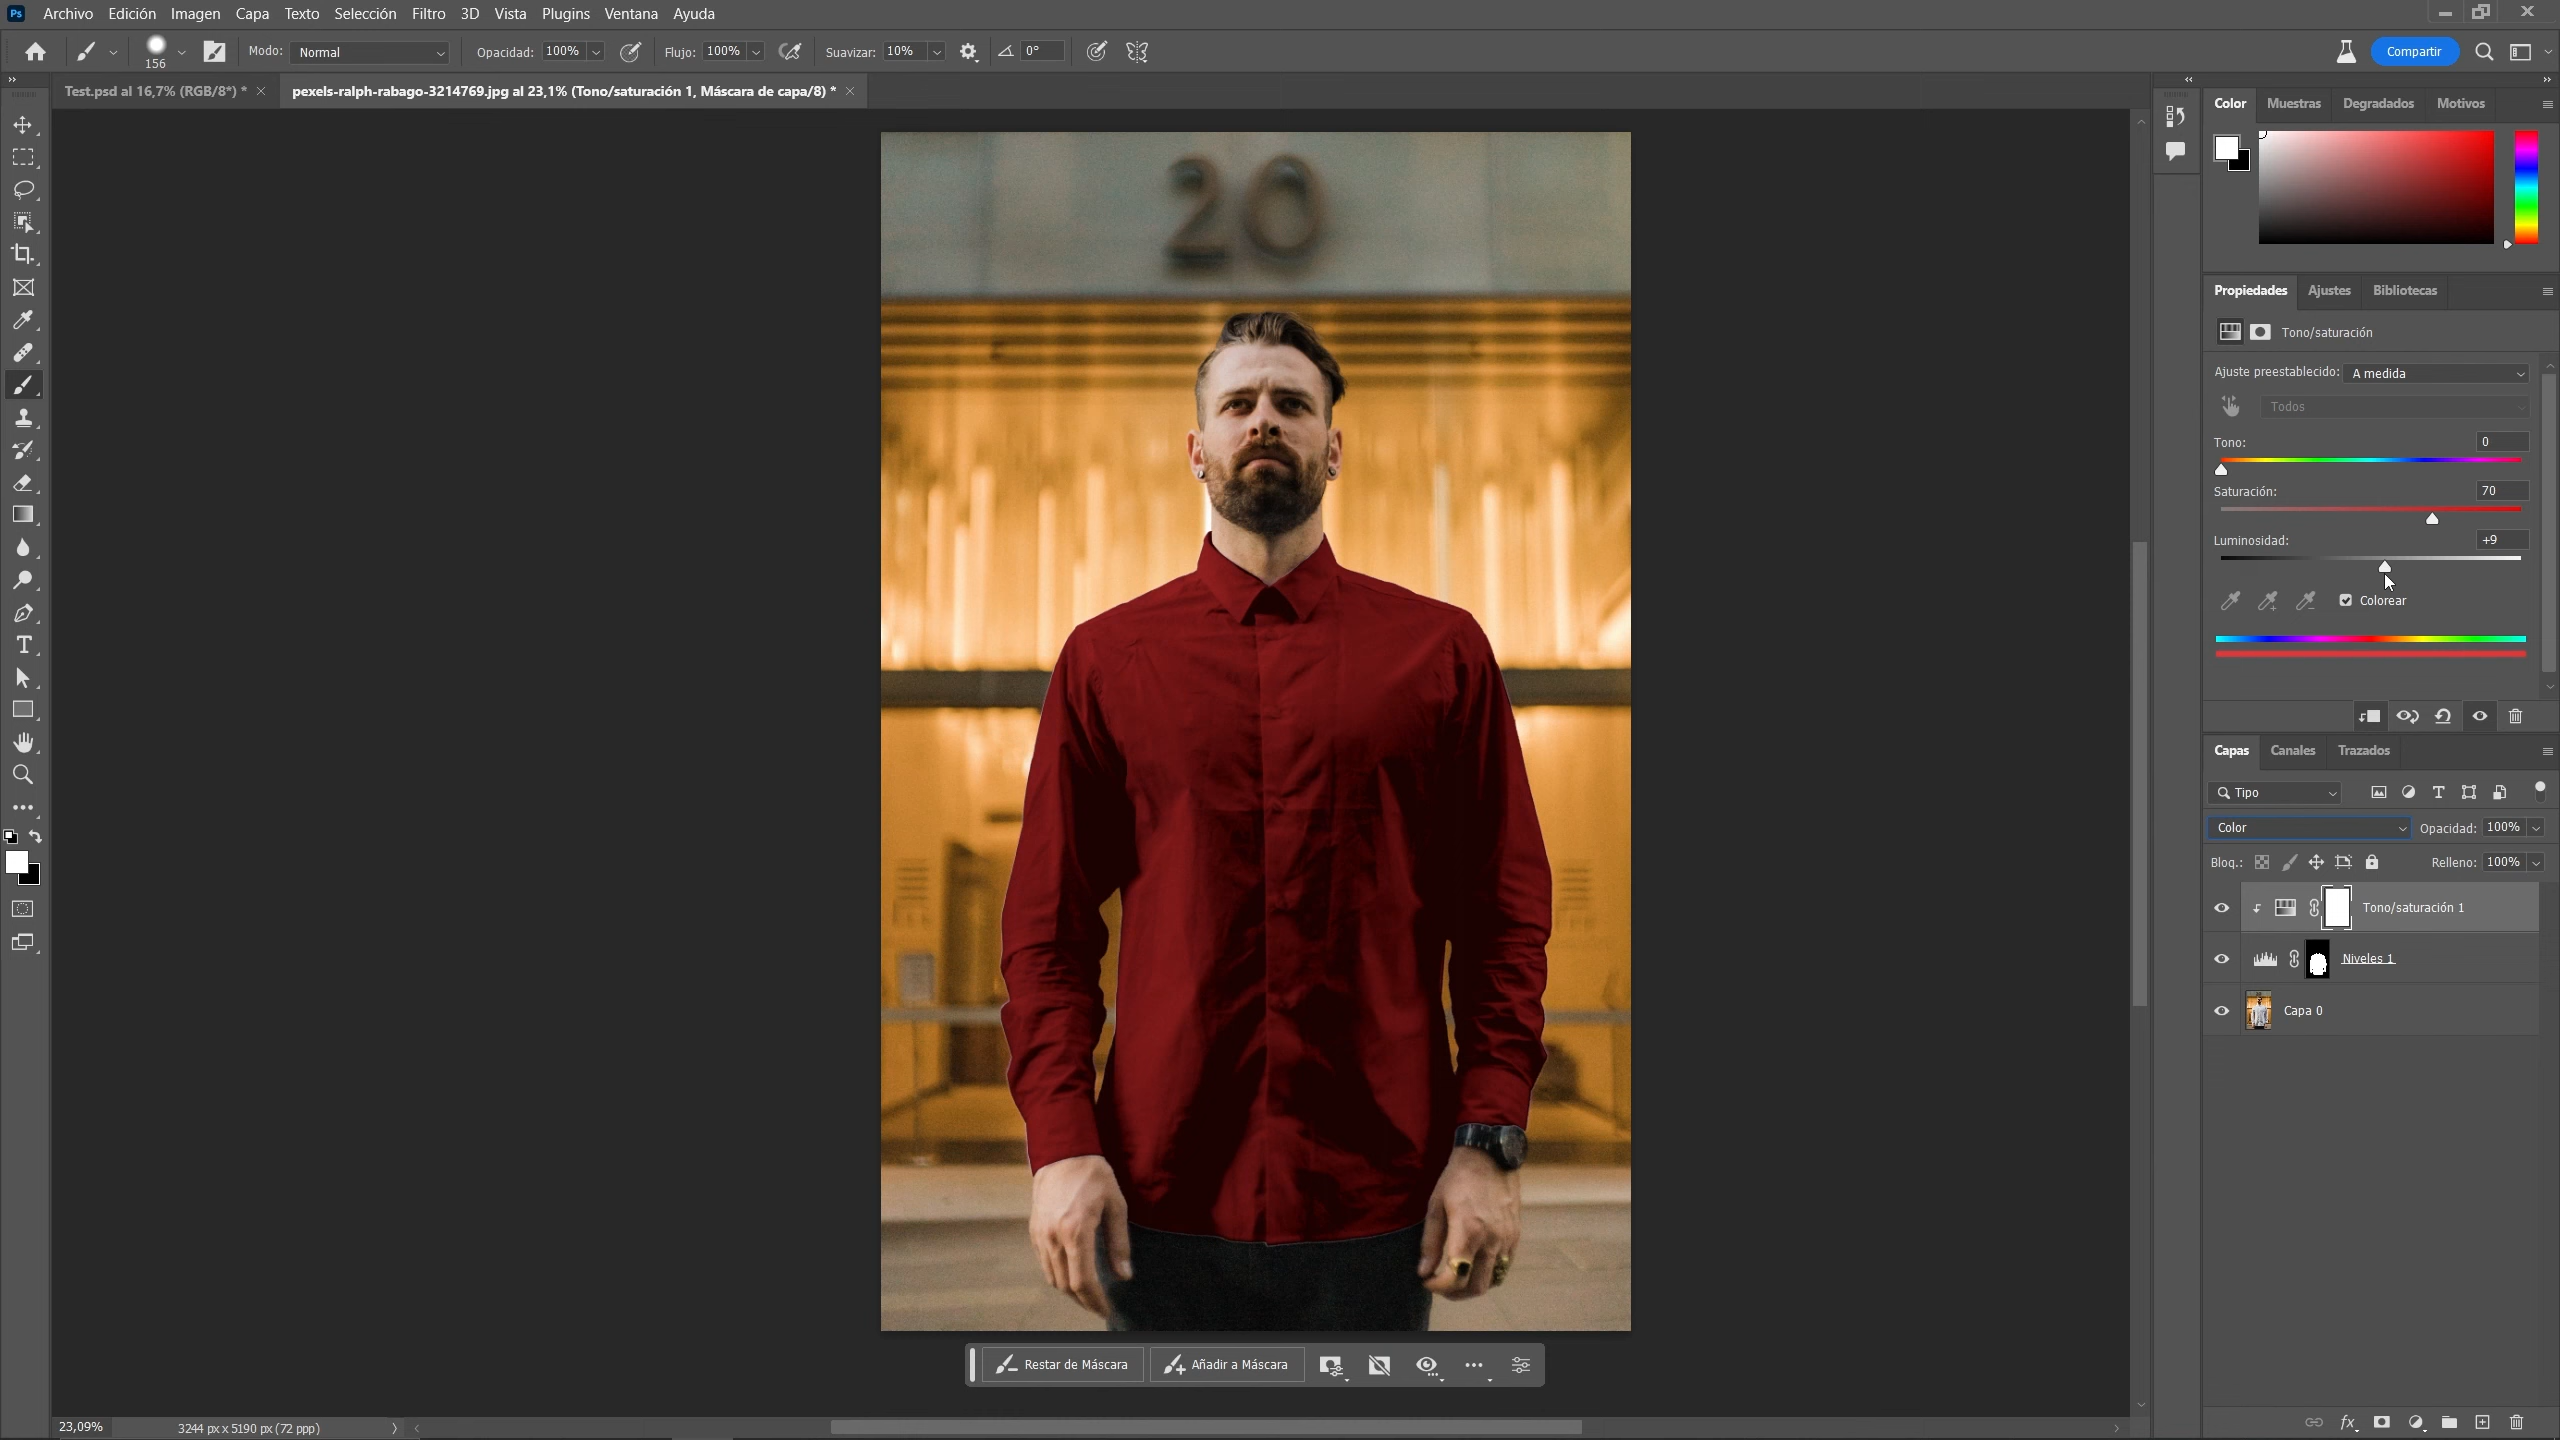 Ps Archivo Edición Imagen Capa Texto Selección Filtro 3D Vista Plugins Ventana Ayuda
156 Modo: Normal Opacidad: 100% Flujo: 100% Suavizar: 10% 0° Compartir
Test.psd al 16,7% (RGB/8*) * pexels-ralph-rabago-3214769.jpg al 23,1% (Tono/saturación 1, Máscara de capa/8) *
20
Color Muestras Degradados Motivos
Propiedades Ajustes Bibliotecas
Tono/saturación
Ajuste preestablecido: A medida
Todos
Tono: 0
Saturación: 70
Luminosidad: +9
Colorear
Capas Canales Trazados
Tipo
Color Opacidad: 100%
Bloq.: Relleno: 100%
Tono/saturación 1
Niveles 1
Capa 0
Restar de Máscara Añadir a Máscara
23,09% 3244 px x 5190 px (72 ppp)
fx